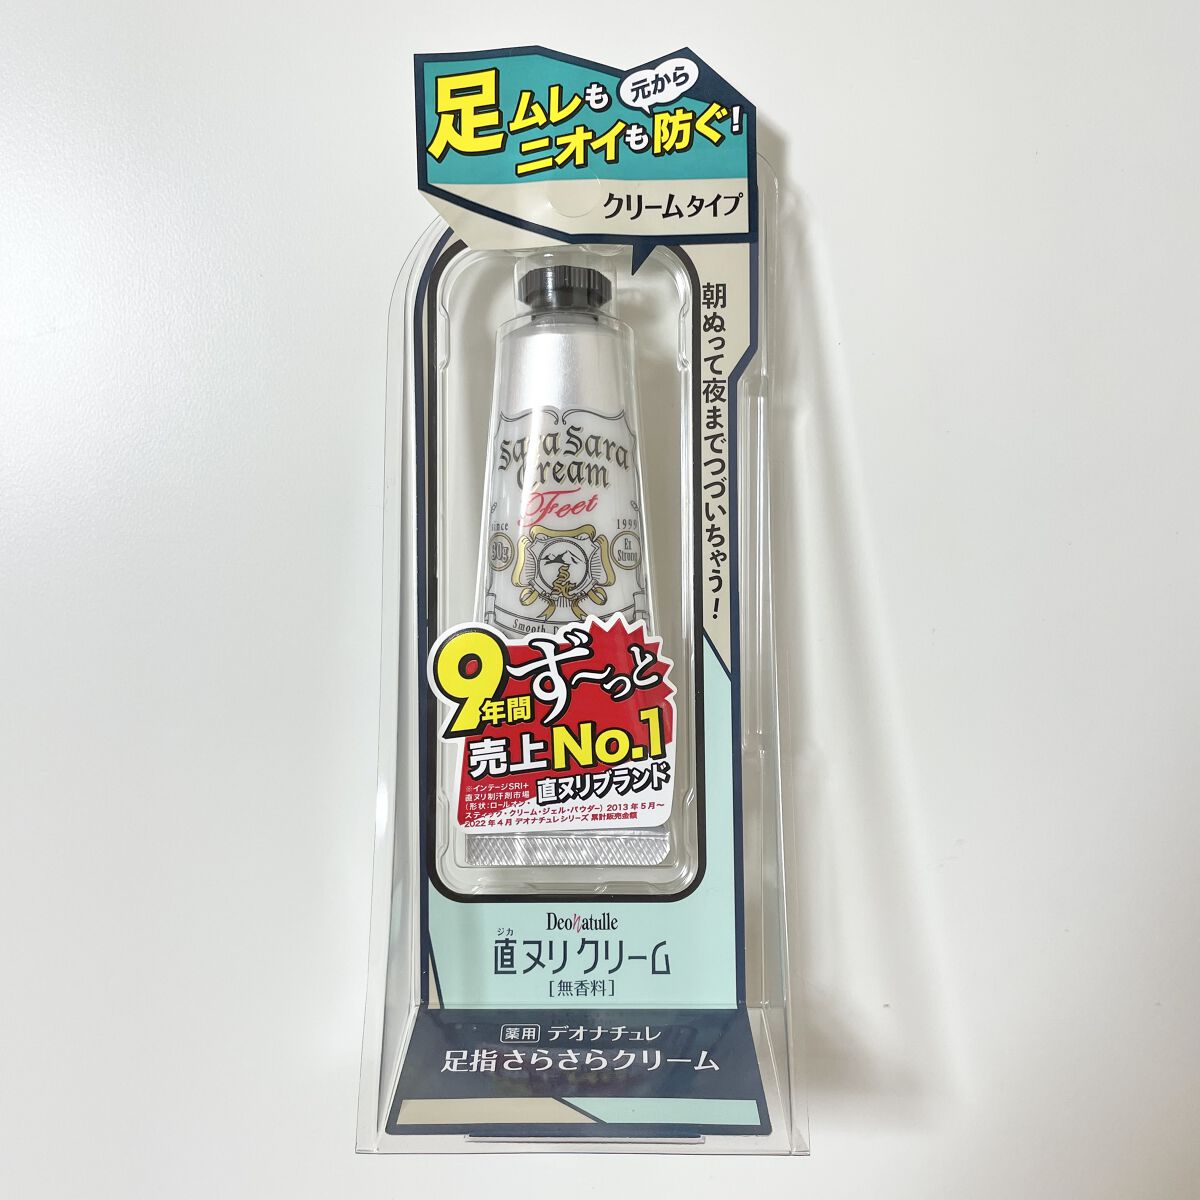 足ムレも元から
ニオイも防ぐ!
クリームタイプ
朝ぬって夜までつづいちゃう!
Sara Sara
Cream
Feet
since 1999
30g
Ex Strong
Smooth
9年間ず〜っと
売上No.1
直ヌリブランド
※インテージSRI+
直ヌリ制汗剤市場
(形状:ロールオン・
スティック・クリーム・ジェル・パウダー)2013年5月〜
2022年4月 デオナチュレシリーズ 累計販売金額
Deonatulle
ジカ
直ヌリクリーム
[無香料]
薬用 デオナチュレ
足指さらさらクリーム